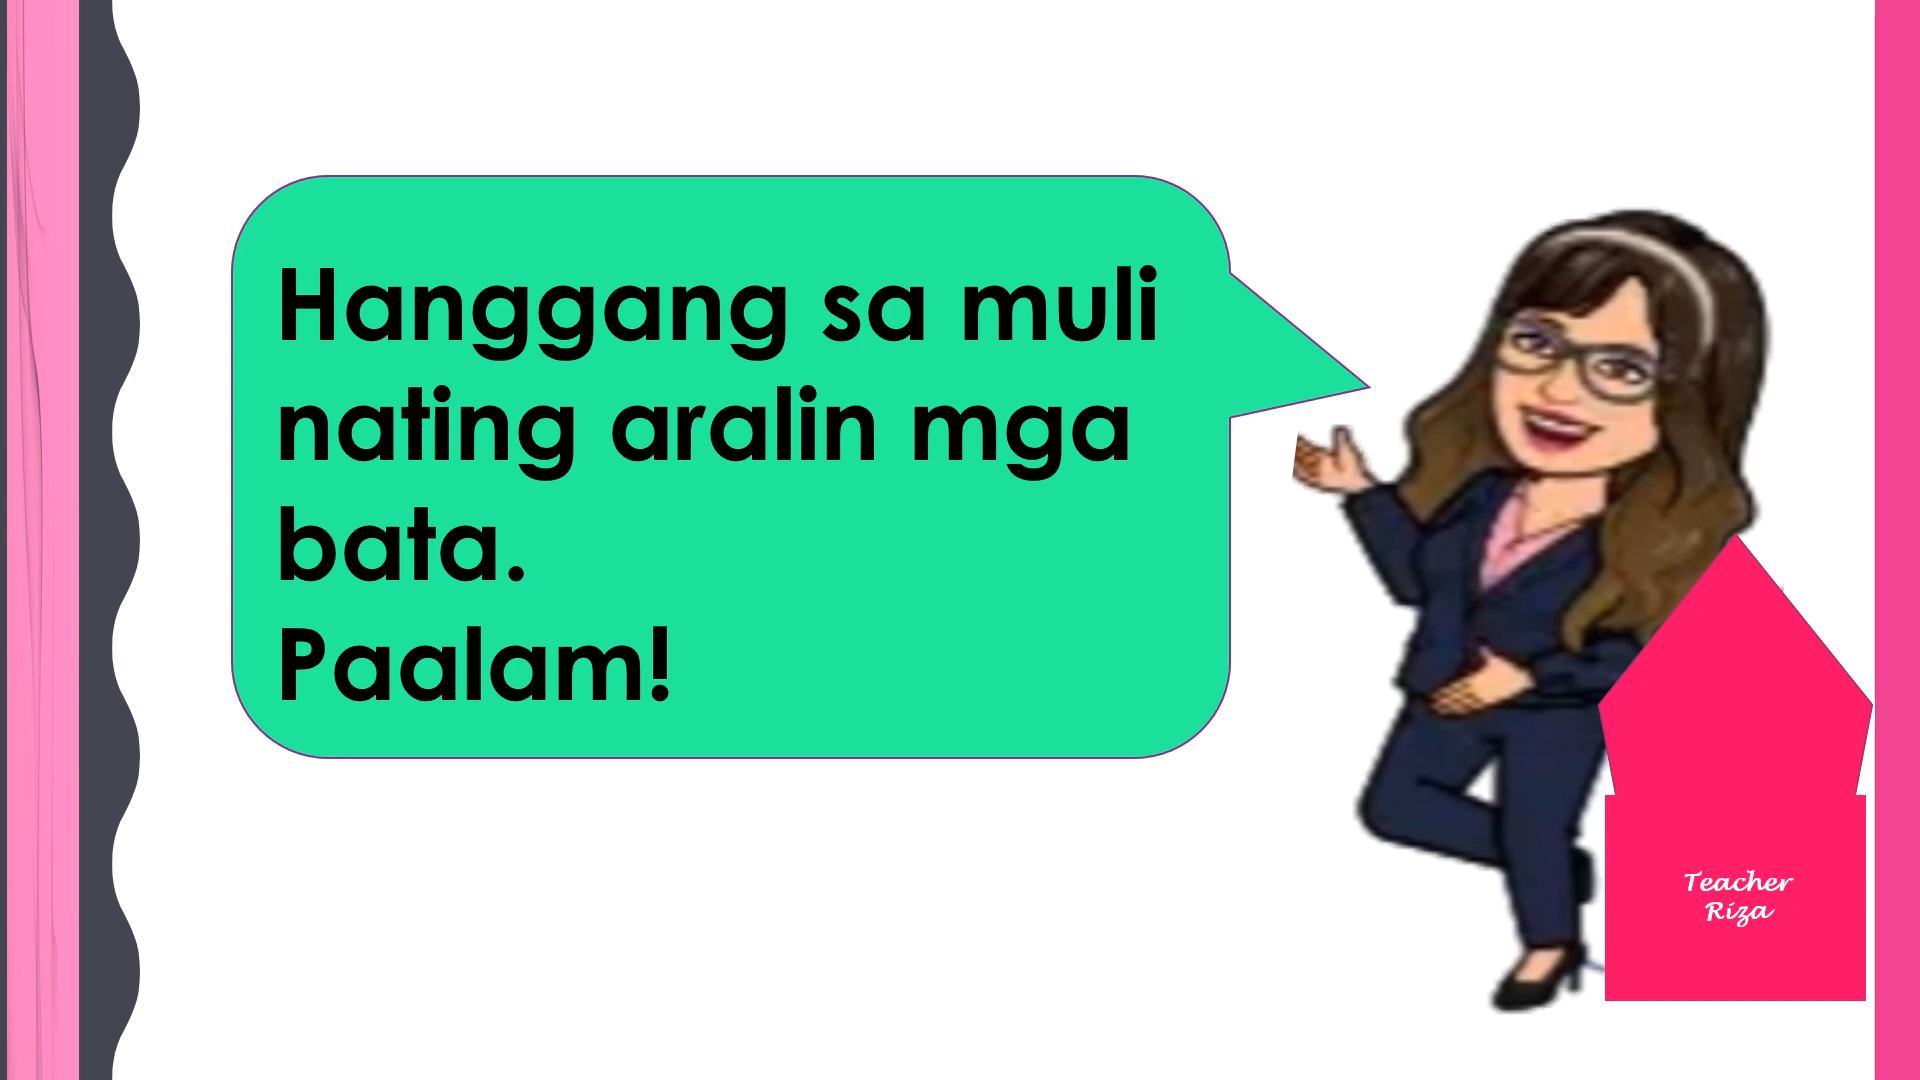 Hanggang sa muli
nating aralin mga
bata.
Paalam!
Teacher
Riza